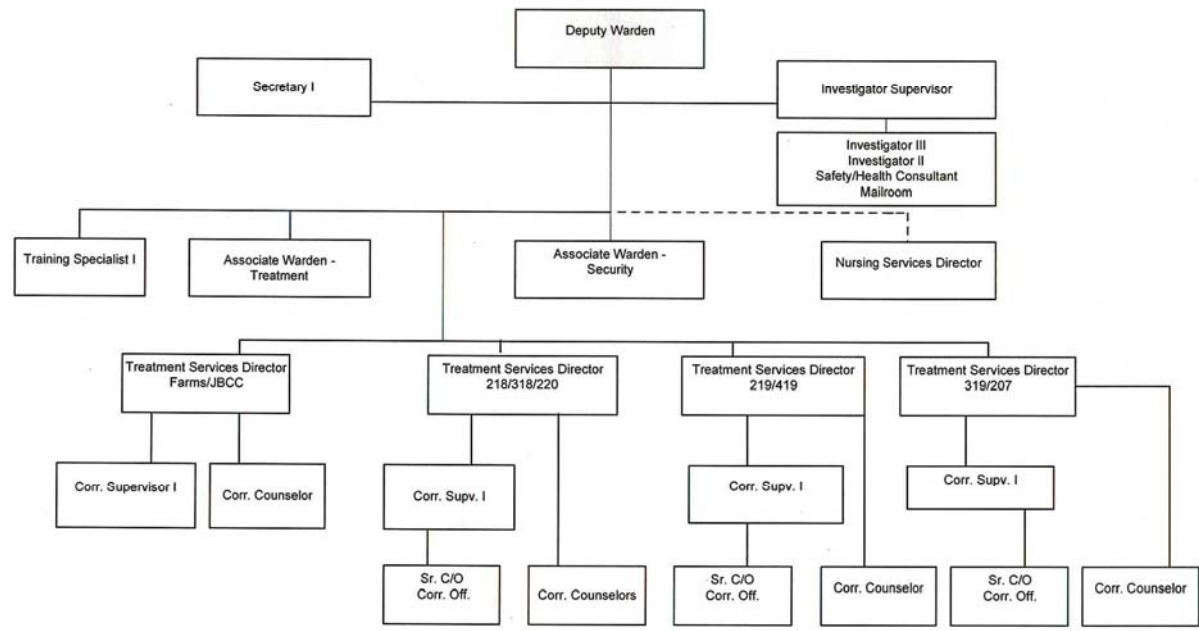 Deputy Warden
Secretary I
Investigator Supervisor
Investigator III
Investigator II
Safety/Health Consultant
Mailroom
Training Specialist I
Associate Warden -
Treatment
Associate Warden -
Security
Nursing Services Director
Treatment Services Director
Farms/JBCC
Treatment Services Director
218/318/220
Treatment Services Director
219/419
Treatment Services Director
319/207
Corr. Supervisor I
Corr. Counselor
Corr. Supv. I
Corr. Supv. I
Corr. Supv. I
Sr. C/O
Corr. Off.
Corr. Counselors
Sr. C/O
Corr. Off.
Corr. Counselor
Sr. C/O
Corr. Off.
Corr. Counselor